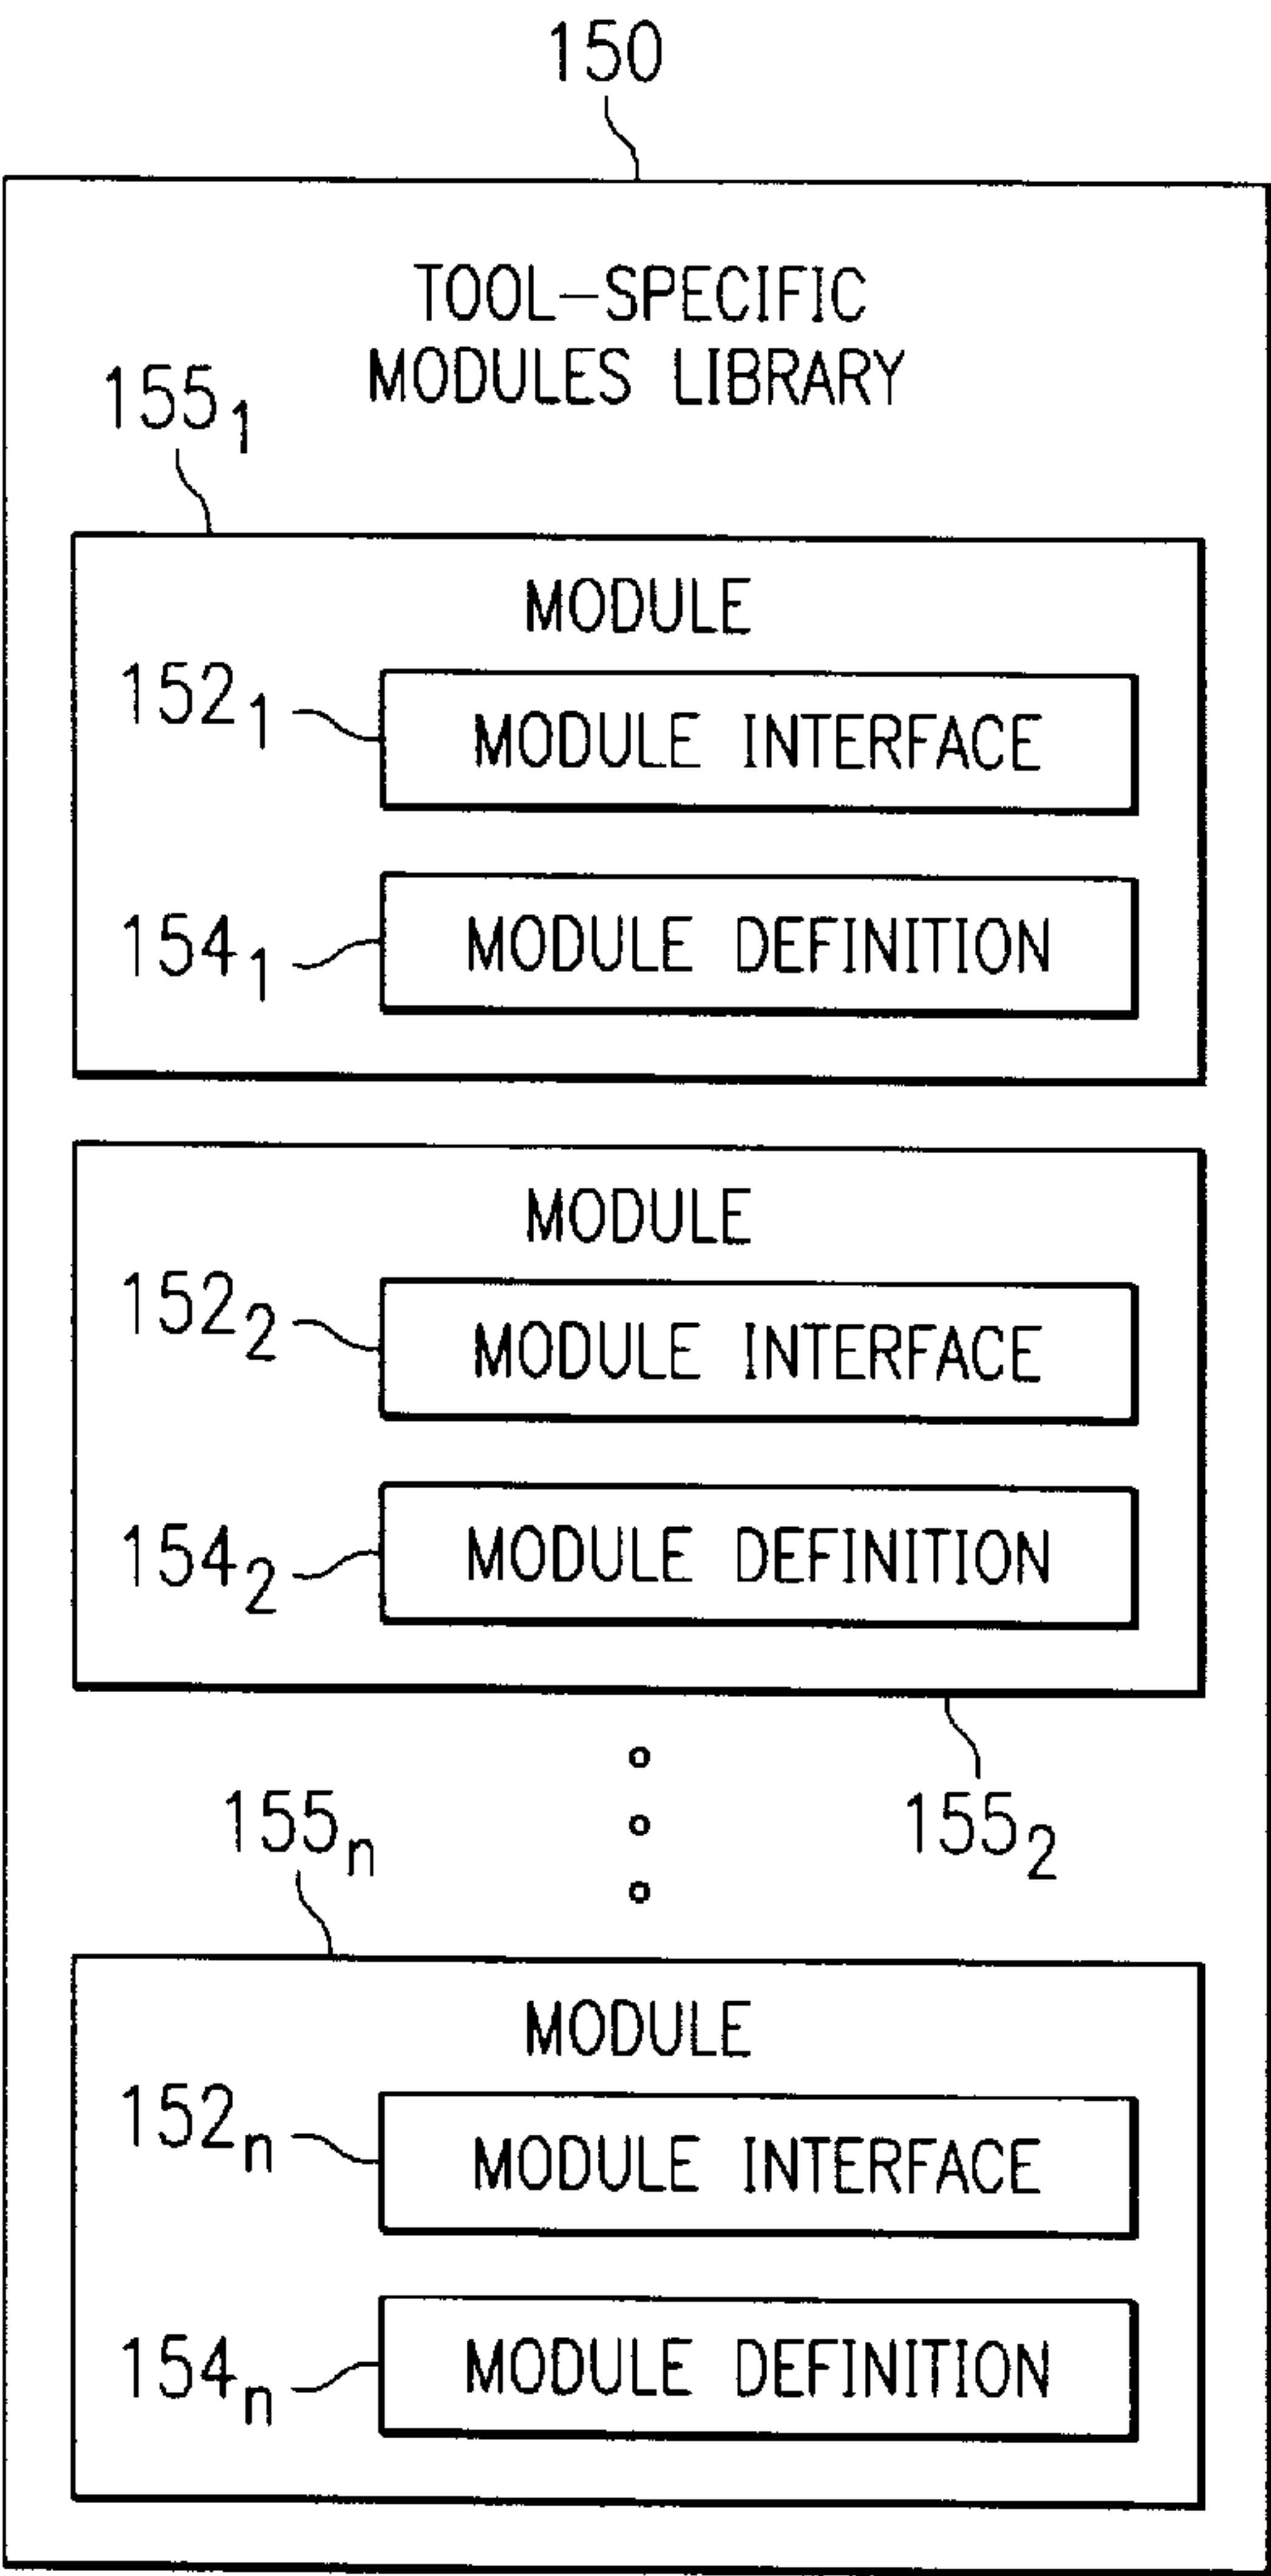 150
TOOL-SPECIFIC
MODULES LIBRARY
155₁
MODULE
152₁
MODULE INTERFACE
154₁
MODULE DEFINITION
MODULE
152₂
MODULE INTERFACE
154₂
MODULE DEFINITION
155₂
155ₙ
MODULE
152ₙ
MODULE INTERFACE
154ₙ
MODULE DEFINITION